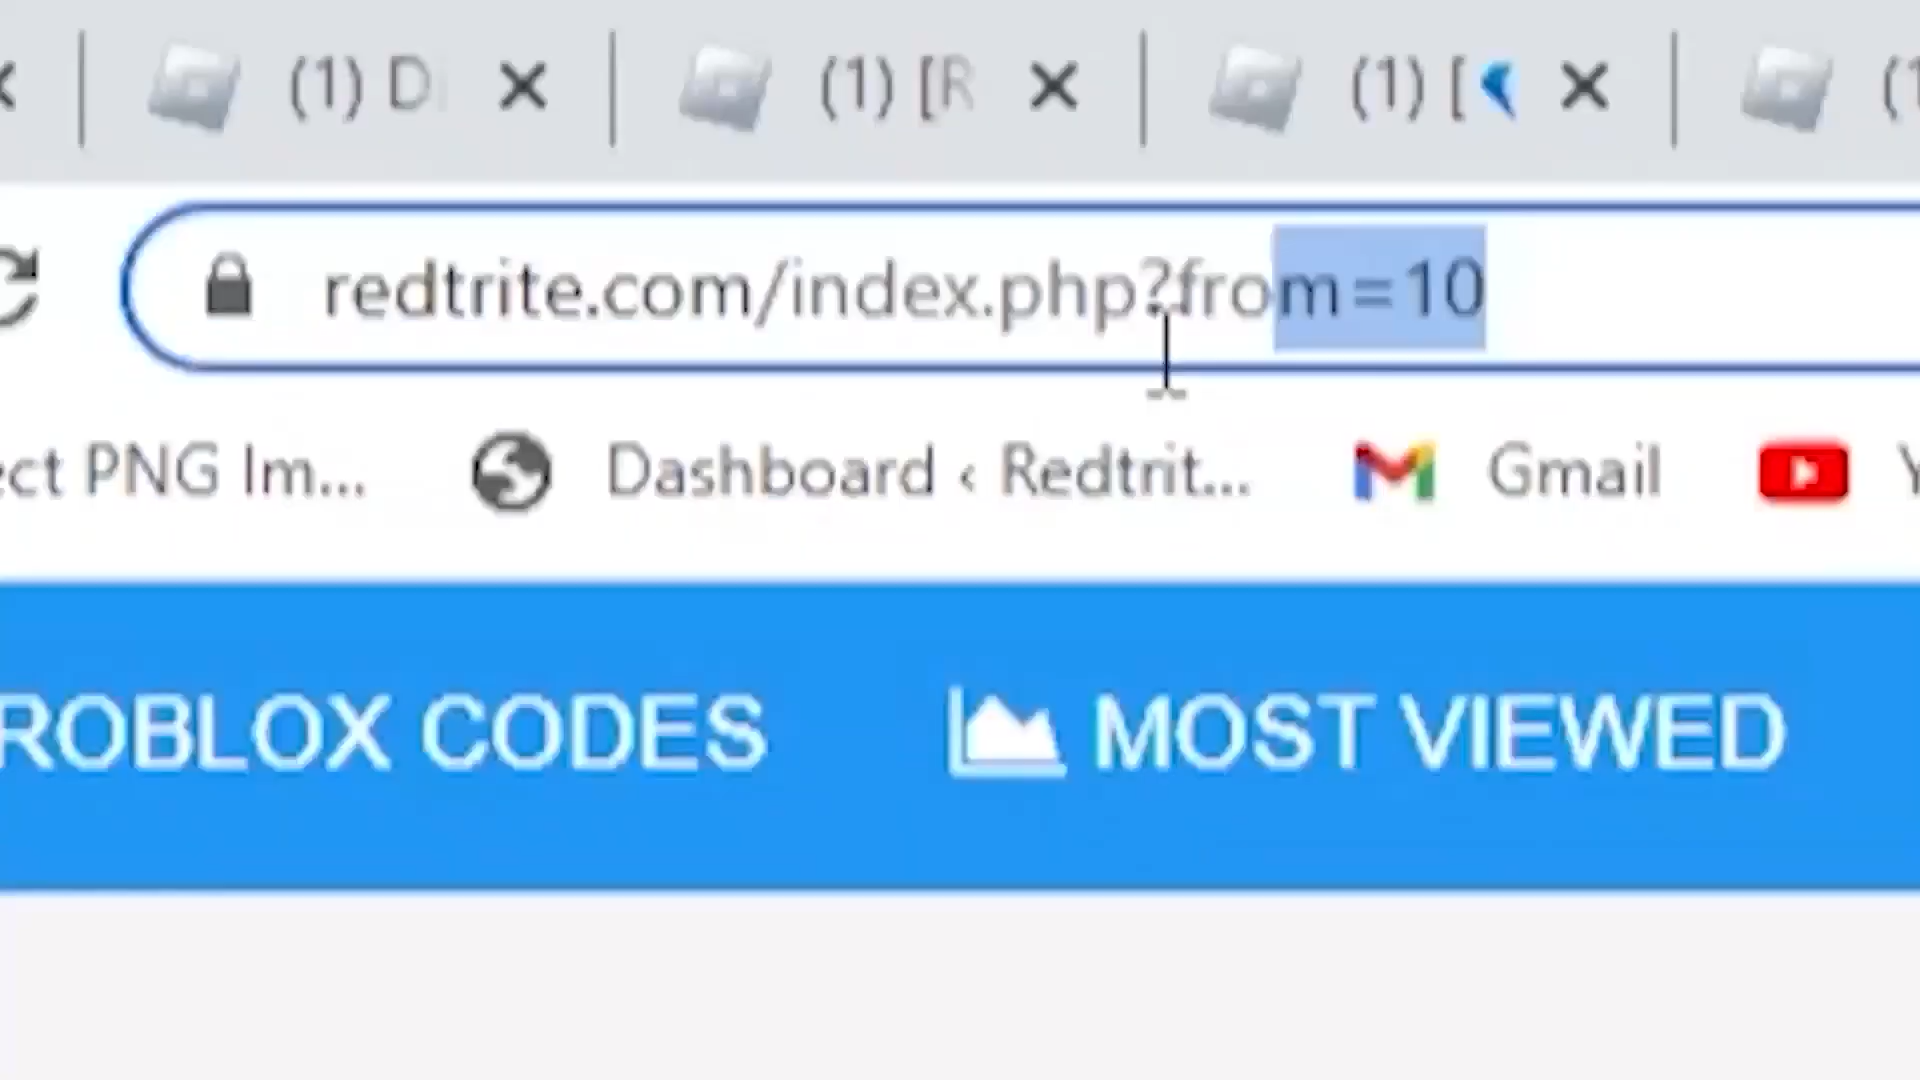 (1) D (1) [R (1) [
redtrite.com/index.php?from=10
ect PNG Im... Dashboard ‹ Redtrit... Gmail
ROBLOX CODES MOST VIEWED